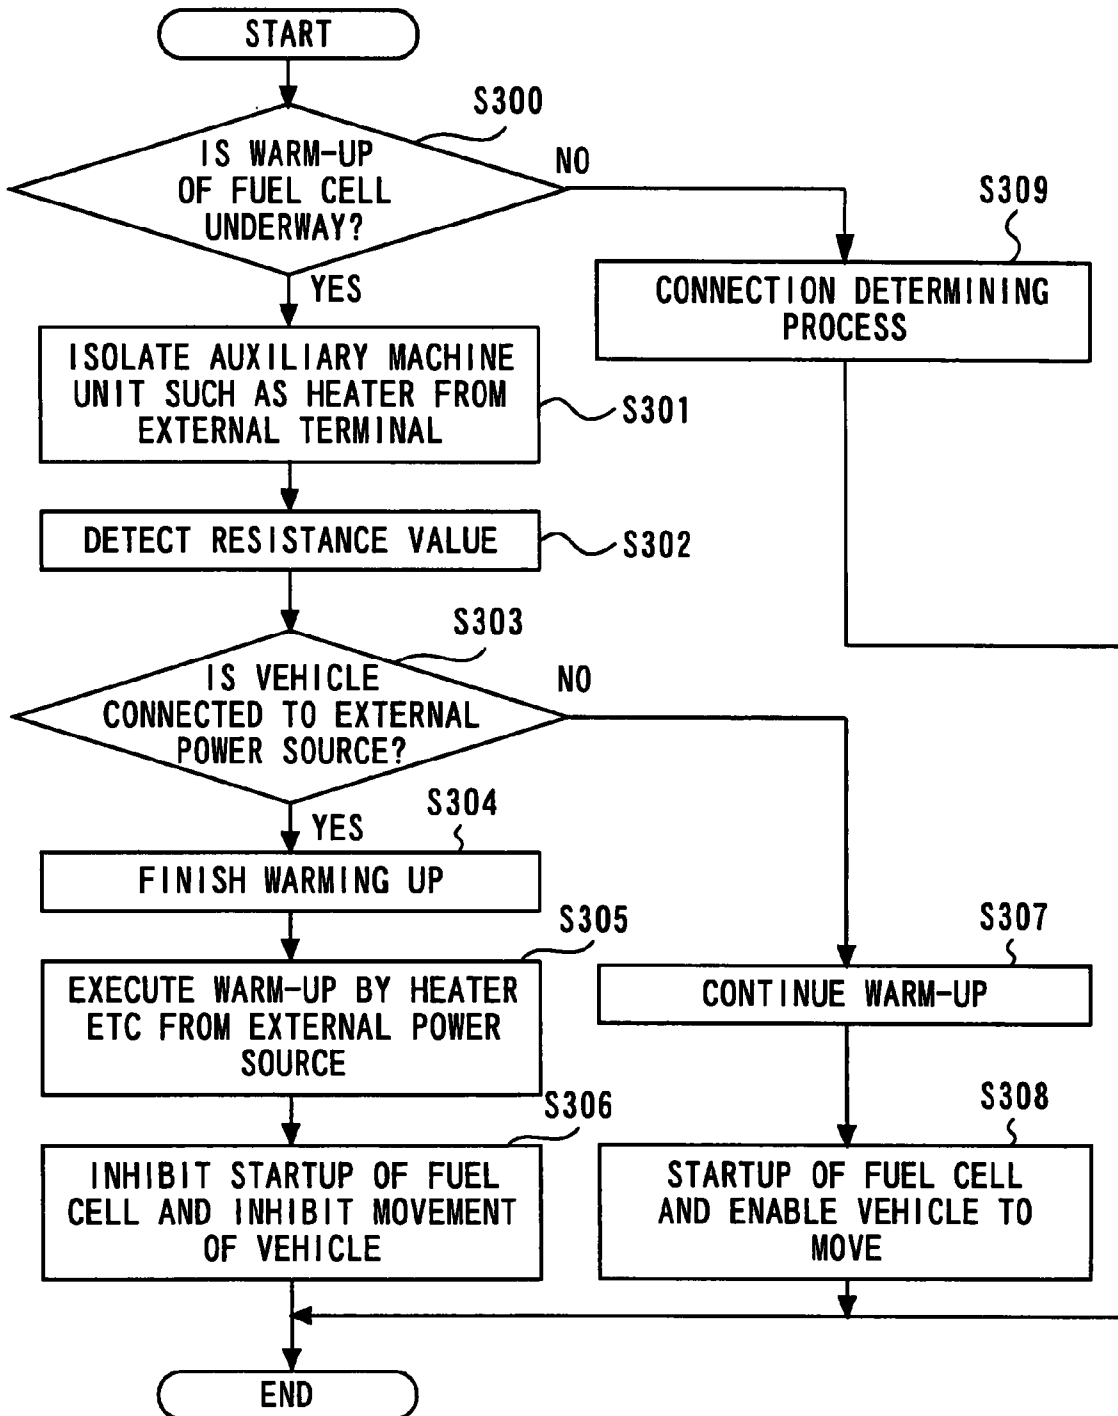 START
S300
IS WARM-UP
OF FUEL CELL
UNDERWAY?
NO
YES
S309
CONNECTION DETERMINING
PROCESS
ISOLATE AUXILIARY MACHINE
UNIT SUCH AS HEATER FROM
EXTERNAL TERMINAL
S301
DETECT RESISTANCE VALUE
S302
S303
IS VEHICLE
CONNECTED TO EXTERNAL
POWER SOURCE?
NO
YES
S304
FINISH WARMING UP
S305
EXECUTE WARM-UP BY HEATER
ETC FROM EXTERNAL POWER
SOURCE
S307
CONTINUE WARM-UP
S306
INHIBIT STARTUP OF FUEL
CELL AND INHIBIT MOVEMENT
OF VEHICLE
S308
STARTUP OF FUEL CELL
AND ENABLE VEHICLE TO
MOVE
END